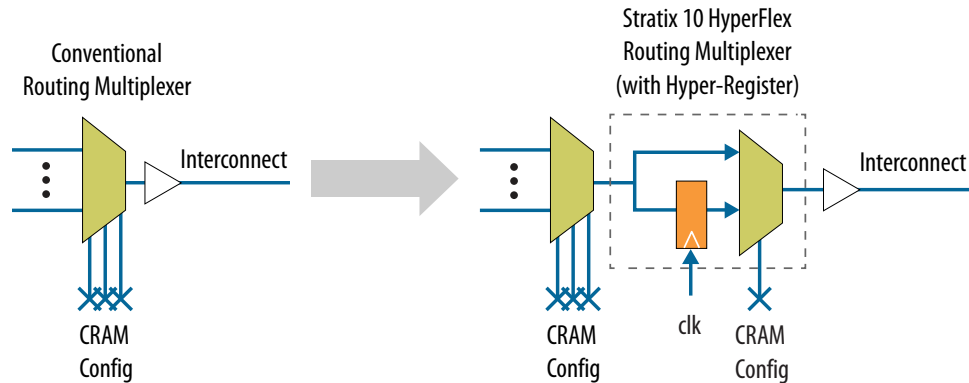 Conventional
Routing Multiplexer
Interconnect
CRAM
Config
Stratix 10 HyperFlex
Routing Multiplexer
(with Hyper-Register)
Interconnect
clk
CRAM
Config
CRAM
Config